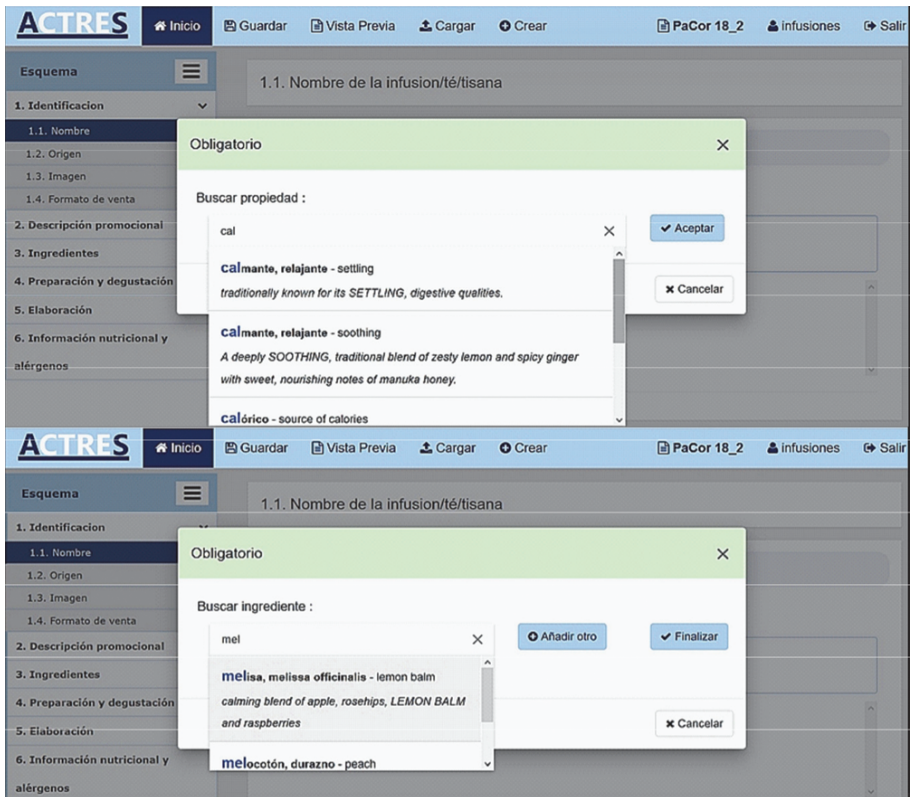 ACTRES Inicio Guardar Vista Previa Cargar Crear PaCor 18_2 infusiones Salir
Esquema
1.1. Nombre de la infusion/té/tisana
1. Identificacion
1.1. Nombre
1.2. Origen
1.3. Imagen
1.4. Formato de venta
2. Descripción promocional
3. Ingredientes
4. Preparación y degustación
5. Elaboración
6. Información nutricional y
alérgenos
Obligatorio
Buscar propiedad :
cal
Aceptar
calmante, relajante - settling
traditionally known for its SETTLING, digestive qualities.
Cancelar
calmante, relajante - soothing
A deeply SOOTHING, traditional blend of zesty lemon and spicy ginger
with sweet, nourishing notes of manuka honey.
calórico - source of calories
ACTRES Inicio Guardar Vista Previa Cargar Crear PaCor 18_2 infusiones Salir
Esquema
1.1. Nombre de la infusion/té/tisana
1. Identificacion
1.1. Nombre
1.2. Origen
1.3. Imagen
1.4. Formato de venta
2. Descripción promocional
3. Ingredientes
4. Preparación y degustación
5. Elaboración
6. Información nutricional y
alérgenos
Obligatorio
Buscar ingrediente :
mel
Añadir otro
Finalizar
melisa, melissa officinalis - lemon balm
calming blend of apple, rosehips, LEMON BALM
and raspberries
Cancelar
melocotón, durazno - peach